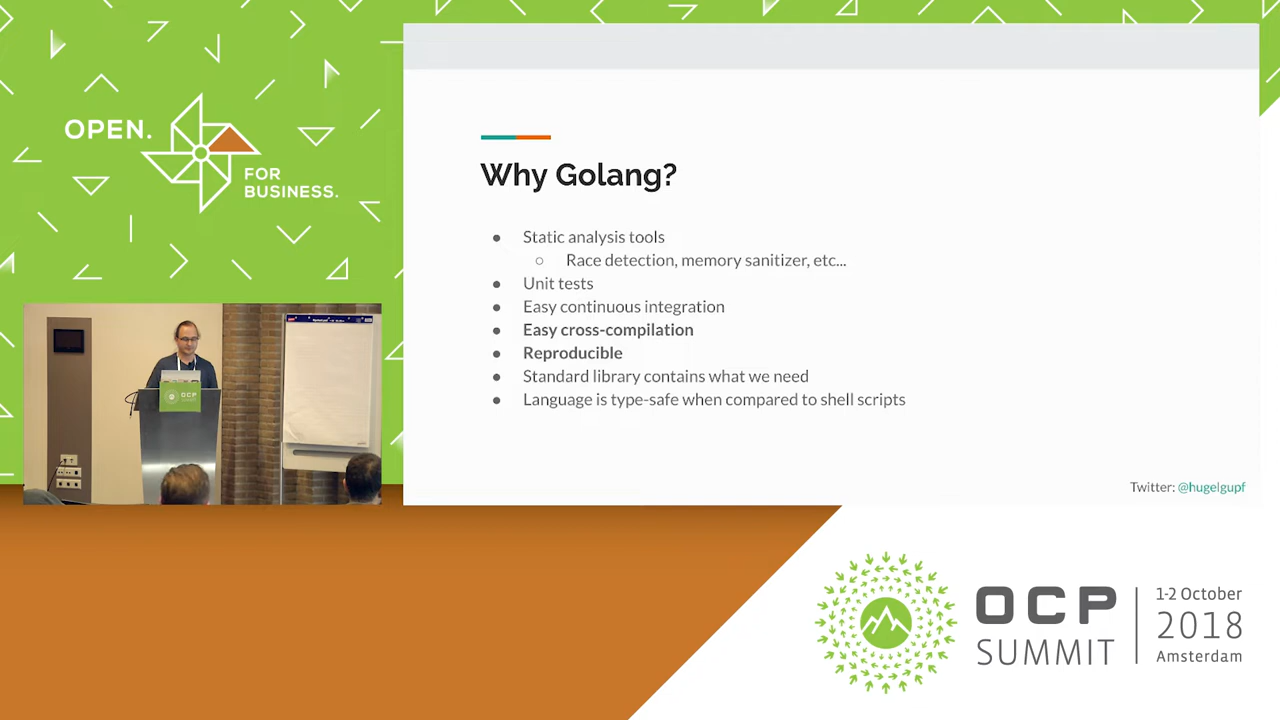 OPEN.
FOR
BUSINESS.
Why Golang?
Static analysis tools
Race detection, memory sanitizer, etc...
Unit tests
Easy continuous integration
Easy cross-compilation
Reproducible
Standard library contains what we need
Language is type-safe when compared to shell scripts
Twitter: @hugelgupf
OCP
SUMMIT
OCP
SUMMIT
1-2 October
2018
Amsterdam